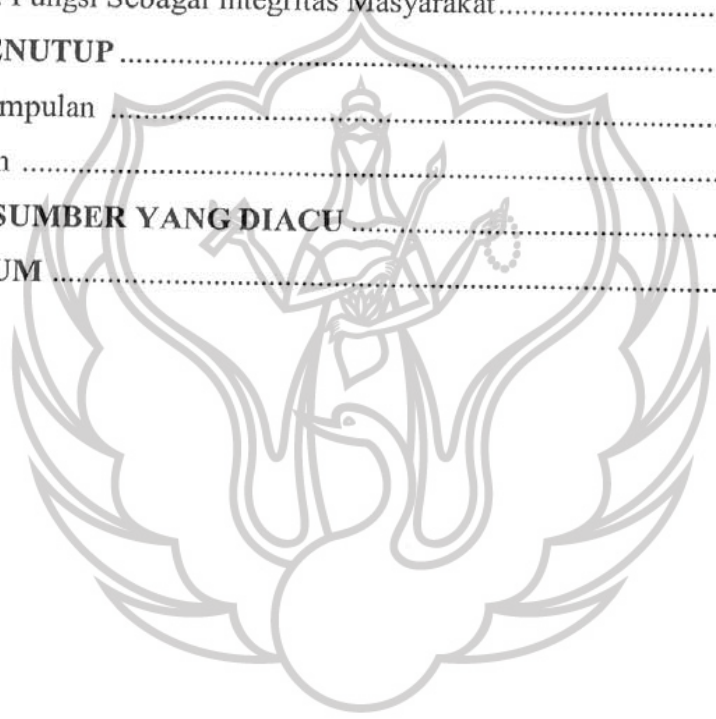 Fungsi Sebagai Integritas Masyarakat..........
ENUTUP..........
mpulan ..........
n ..........
SUMBER YANG DIACU..........
UM ..........